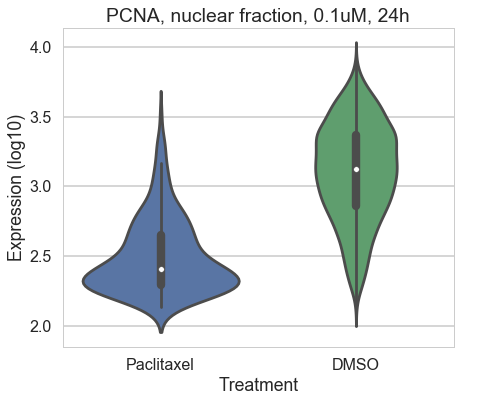 PCNA, nuclear fraction, 0.1uM, 24h
4.0
3.5
3.0
2.5
2.0
Expression (log10)
Paclitaxel DMSO
Treatment